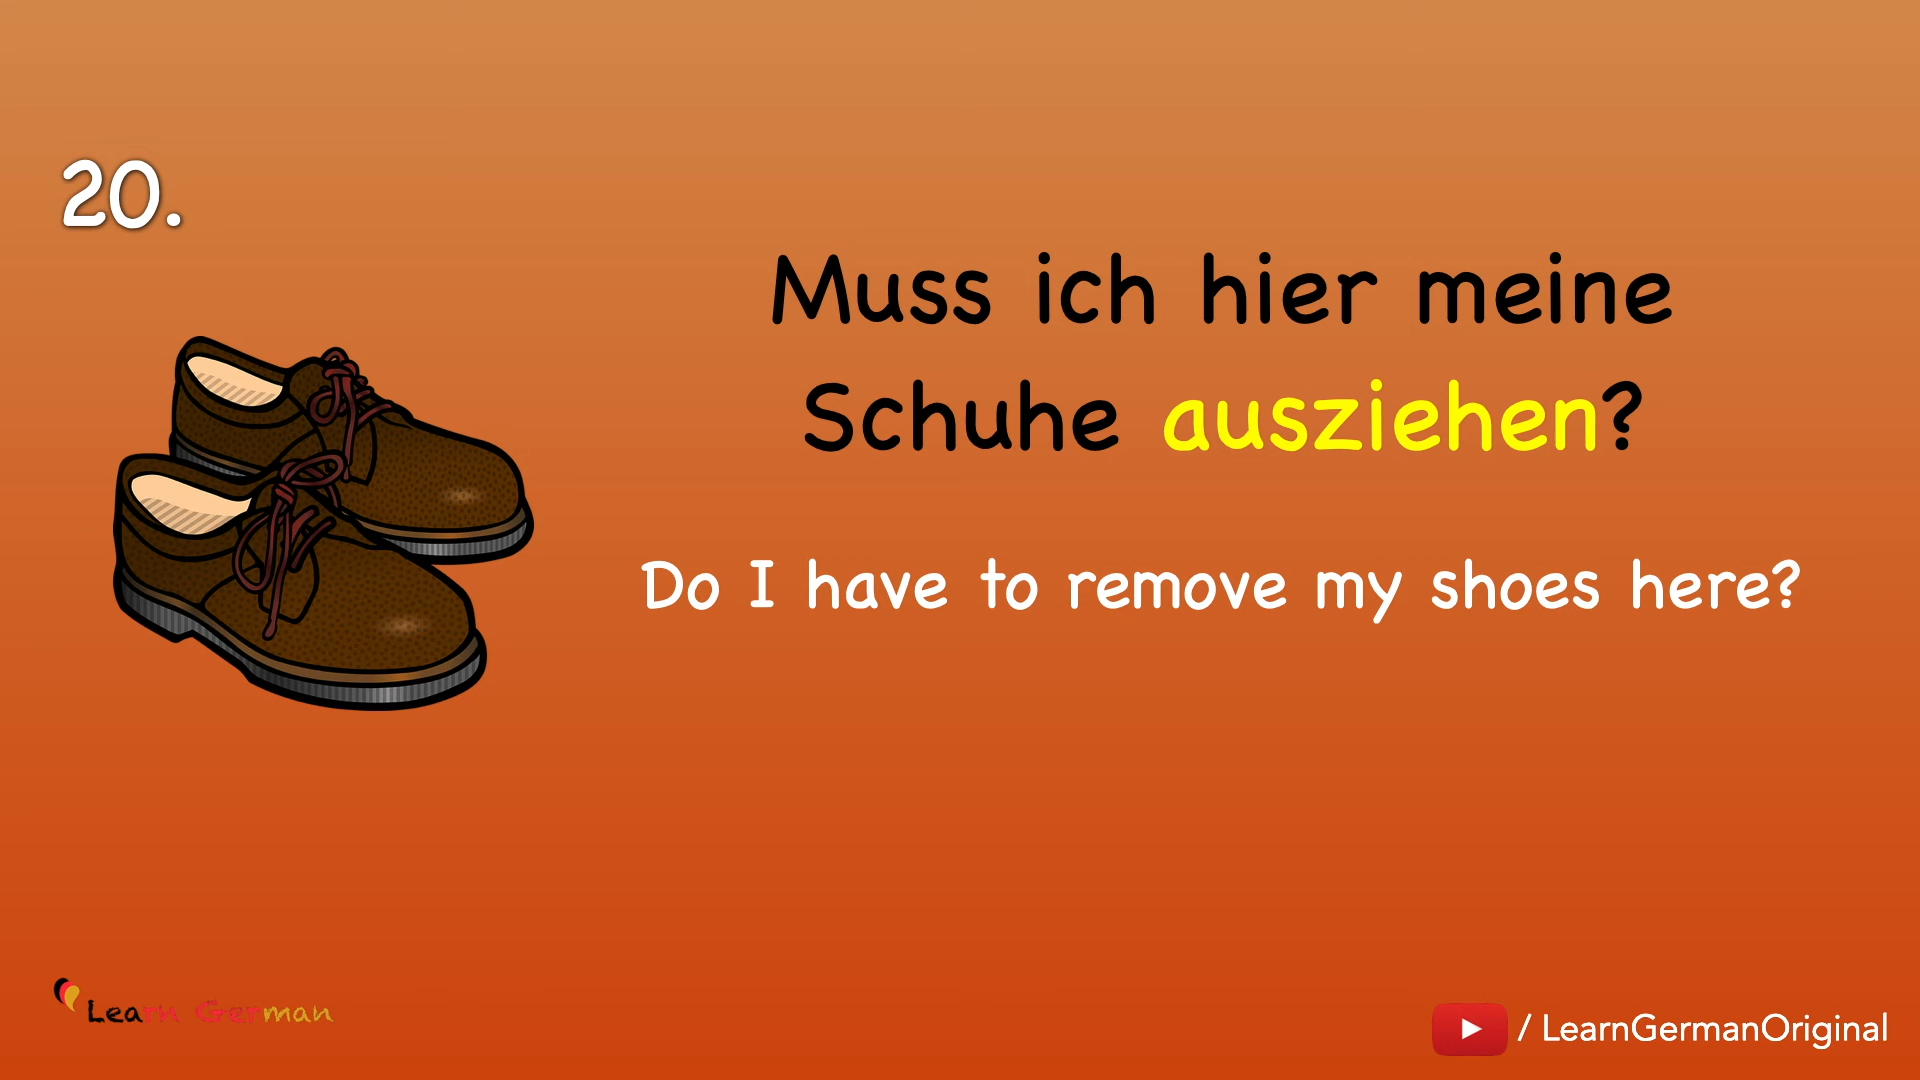 20.
Muss ich hier meine
Schuhe ausziehen?
Do I have to remove my shoes here?
Learn German
/ LearnGermanOriginal